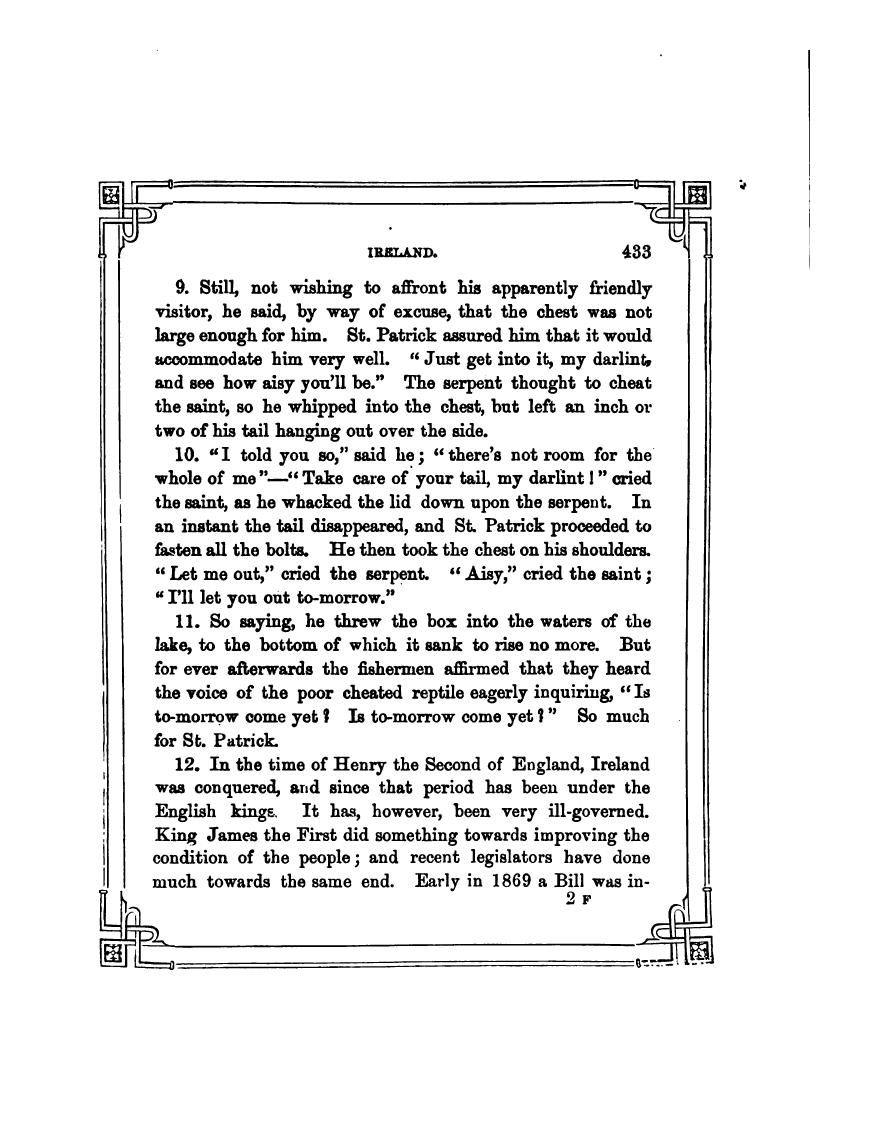 IRELAND. 433
9. Still, not wishing to affront his apparently friendly
visitor, he said, by way of excuse, that the chest was not
large enough for him. St. Patrick assured him that it would
accommodate him very well. “Just get into it, my darlint,
and see how aisy you’ll be.” The serpent thought to cheat
the saint, so he whipped into the chest, but left an inch or
two of his tail hanging out over the side.
10. “I told you so,” said he; “there’s not room for the
whole of me”—“Take care of your tail, my darlint!” cried
the saint, as he whacked the lid down upon the serpent. In
an instant the tail disappeared, and St. Patrick proceeded to
fasten all the bolts. He then took the chest on his shoulders.
“Let me out,” cried the serpent. “Aisy,” cried the saint;
“I’ll let you out to-morrow.”
11. So saying, he threw the box into the waters of the
lake, to the bottom of which it sank to rise no more. But
for ever afterwards the fishermen affirmed that they heard
the voice of the poor cheated reptile eagerly inquiring, “Is
to-morrow come yet? Is to-morrow come yet?” So much
for St. Patrick.
12. In the time of Henry the Second of England, Ireland
was conquered, and since that period has been under the
English kings. It has, however, been very ill-governed.
King James the First did something towards improving the
condition of the people; and recent legislators have done
much towards the same end. Early in 1869 a Bill was in-
2 F